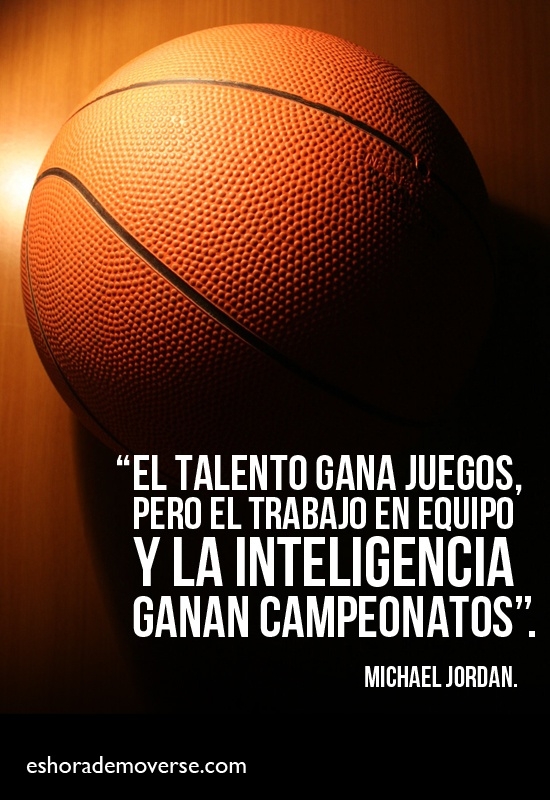 “EL TALENTO GANA JUEGOS,
PERO EL TRABAJO EN EQUIPO
Y LA INTELIGENCIA
GANAN CAMPEONATOS”.
MICHAEL JORDAN.
eshorademoverse.com